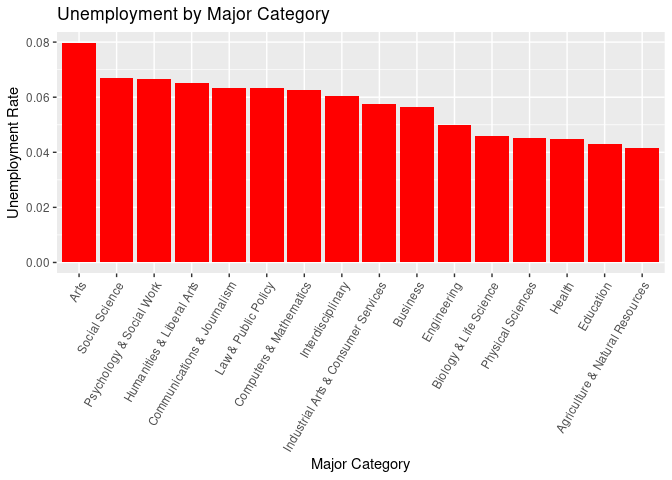 Unemployment by Major Category
Unemployment Rate
0.08
0.06
0.04
0.02
0.00
Arts
Social Science
Psychology & Social Work
Humanities & Liberal Arts
Communications & Journalism
Law & Public Policy
Computers & Mathematics
Interdisciplinary
Industrial Arts & Consumer Services
Business
Engineering
Biology & Life Science
Physical Sciences
Health
Education
Agriculture & Natural Resources
Major Category